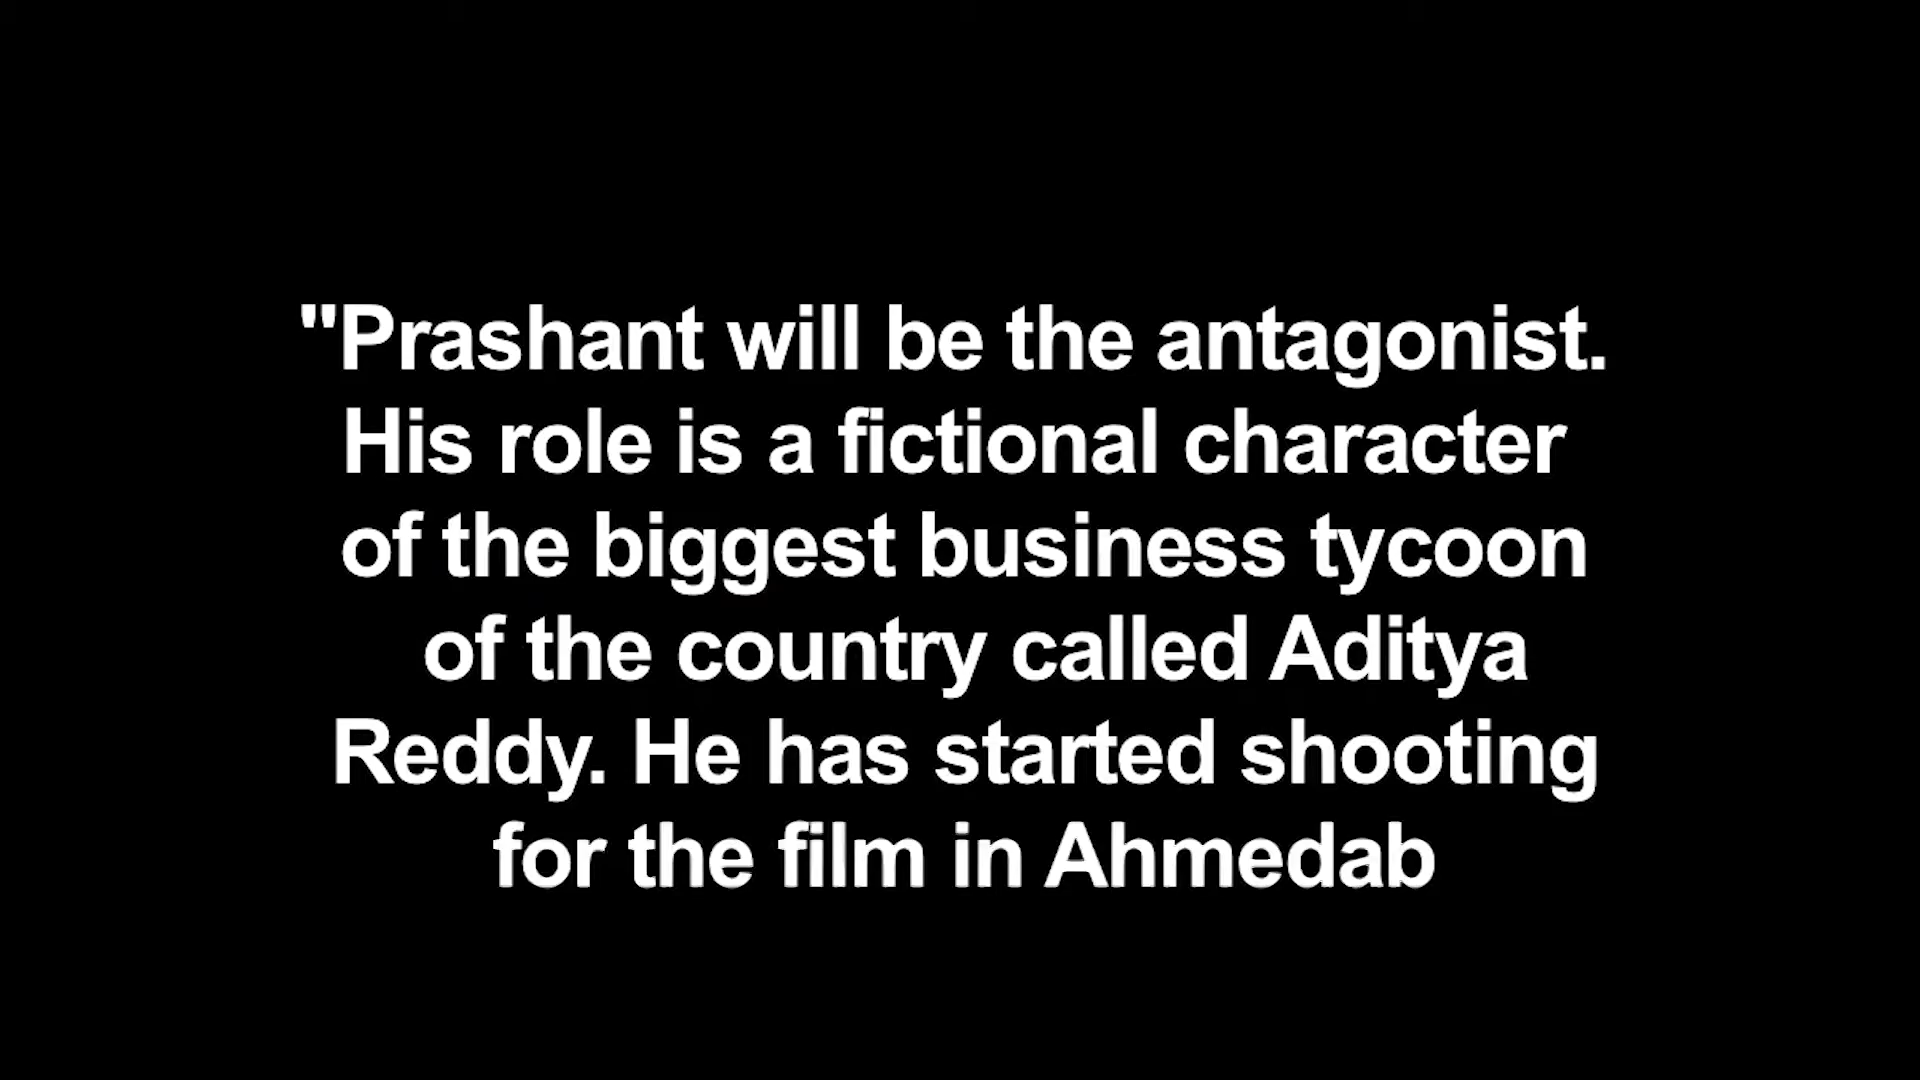 "Prashant will be the antagonist.
His role is a fictional character
of the biggest business tycoon
of the country called Aditya
Reddy. He has started shooting
for the film in Ahmedab